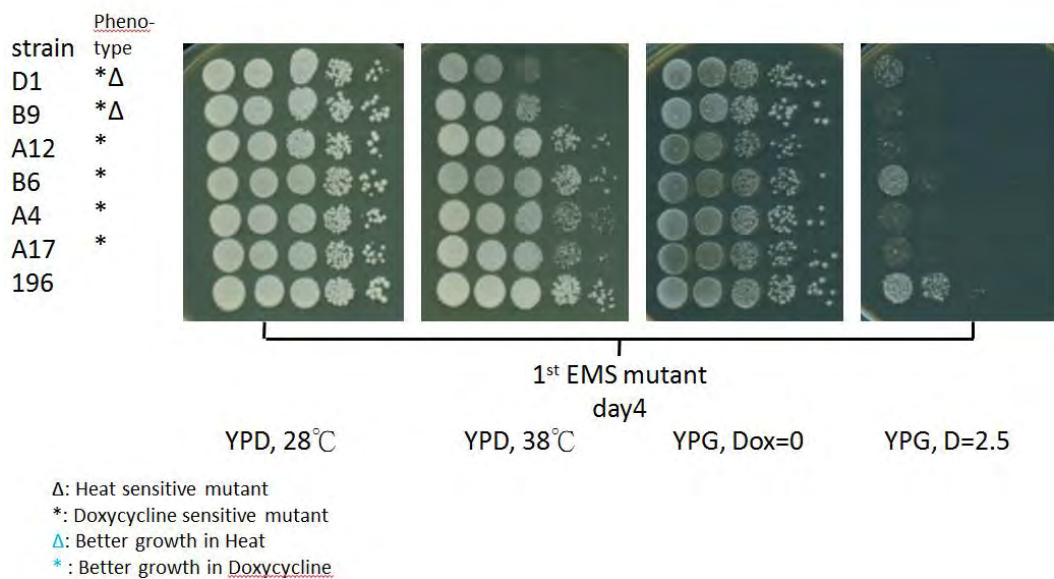 Pheno-
strain type
D1 *Δ
B9 *Δ
A12 *
B6 *
A4 *
A17 *
196
1st EMS mutant
day4
YPD, 28℃ YPD, 38℃ YPG, Dox=0 YPG, D=2.5
Δ: Heat sensitive mutant
*: Doxycycline sensitive mutant
Δ: Better growth in Heat
* : Better growth in Doxycycline